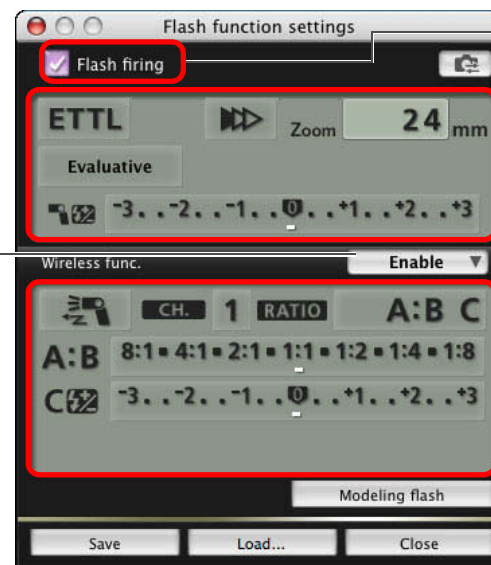 Flash function settings
Flash firing
ETTL Zoom 24 mm
Evaluative
-3..-2..-1..0..+1..+2..+3
Wireless func. Enable ▼
CH. 1 RATIO A:B C
A:B 8:1▪4:1▪2:1▪1:1▪1:2▪1:4▪1:8
C -3..-2..-1..0..+1..+2..+3
Modeling flash
Save Load... Close